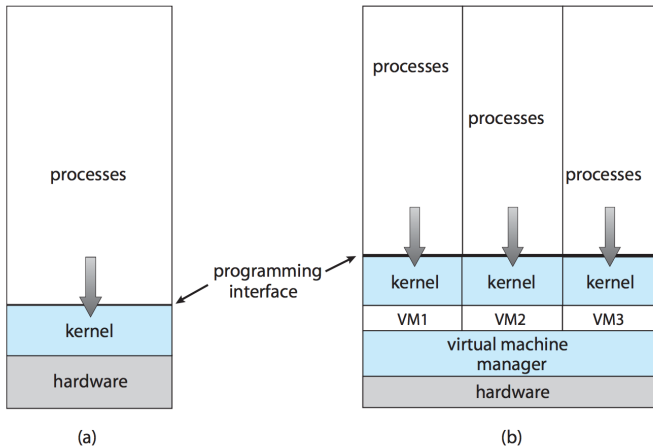 processes
kernel
hardware
(a)
programming
interface
processes
processes
processes
kernel
kernel
kernel
VM1
VM2
VM3
virtual machine
manager
hardware
(b)